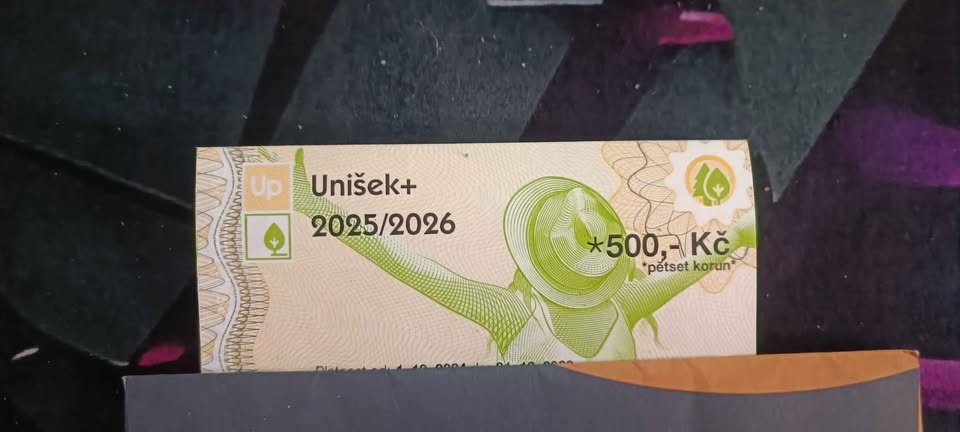 Up
Unišek+
2025/2026
*500,- Kč
*pětset korun*